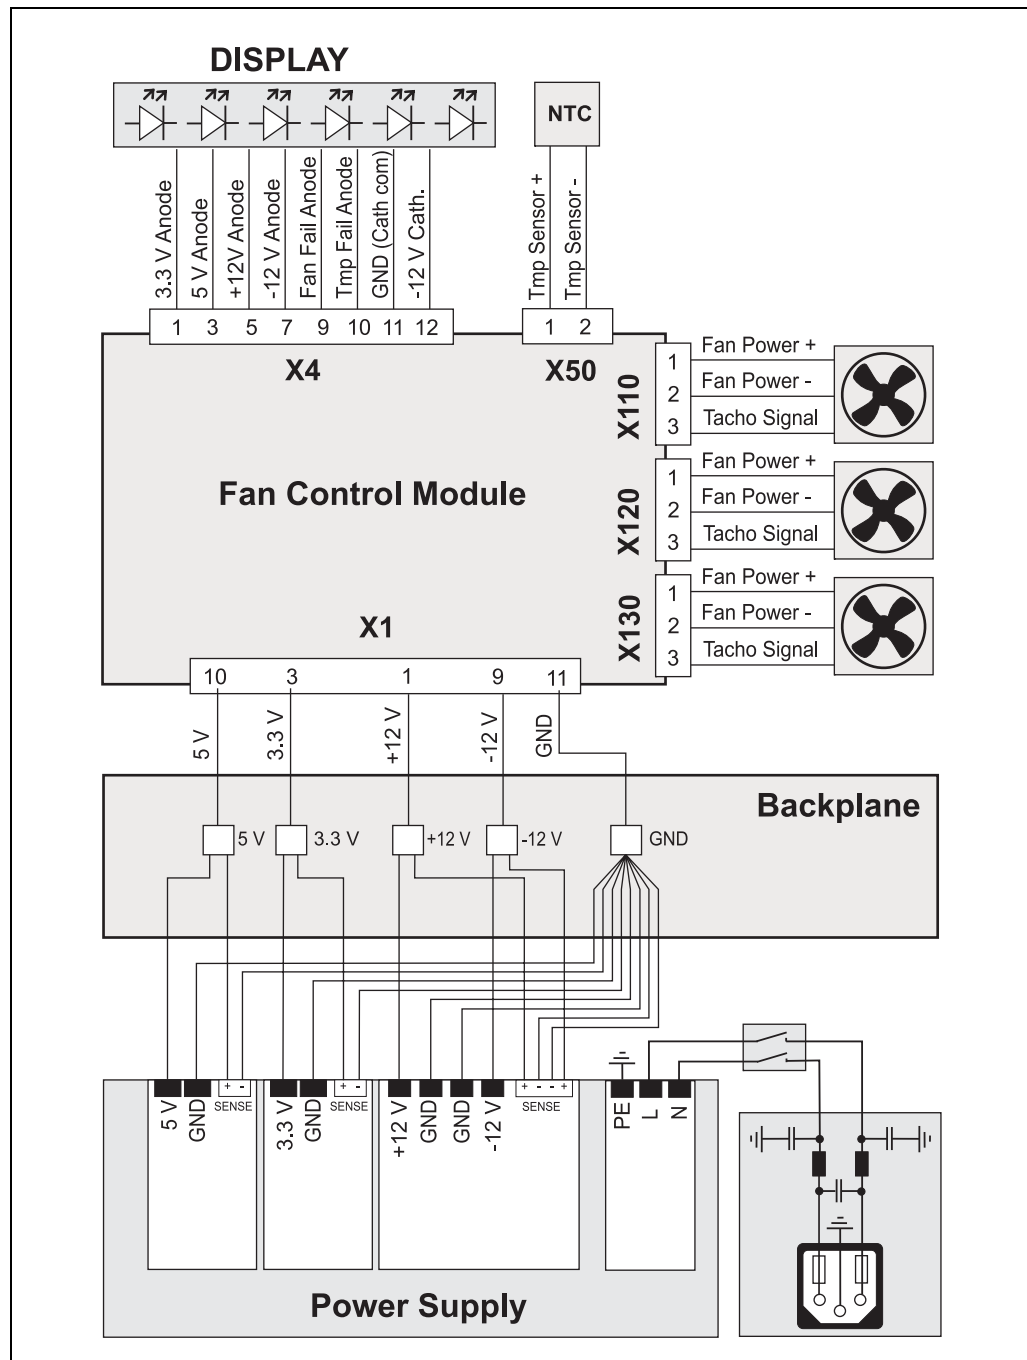 DISPLAY
NTC
3.3 V Anode
5 V Anode
+12V Anode
-12 V Anode
Fan Fail Anode
Tmp Fail Anode
GND (Cath com)
-12 V Cath.
Tmp Sensor +
Tmp Sensor -
1 3 5 7 9 10 11 12
X4
1 2
X50
X110
1
2
3
Fan Power +
Fan Power -
Tacho Signal
Fan Control Module
X120
1
2
3
Fan Power +
Fan Power -
Tacho Signal
X130
1
2
3
Fan Power +
Fan Power -
Tacho Signal
X1
10 3 1 9 11
5 V
3.3 V
+12 V
-12 V
GND
Backplane
5 V
3.3 V
+12 V
-12 V
GND
5 V
GND
+ -
SENSE
3.3 V
GND
+ -
SENSE
+12 V
GND
GND
-12 V
+ - - +
SENSE
PE
L
N
Power Supply